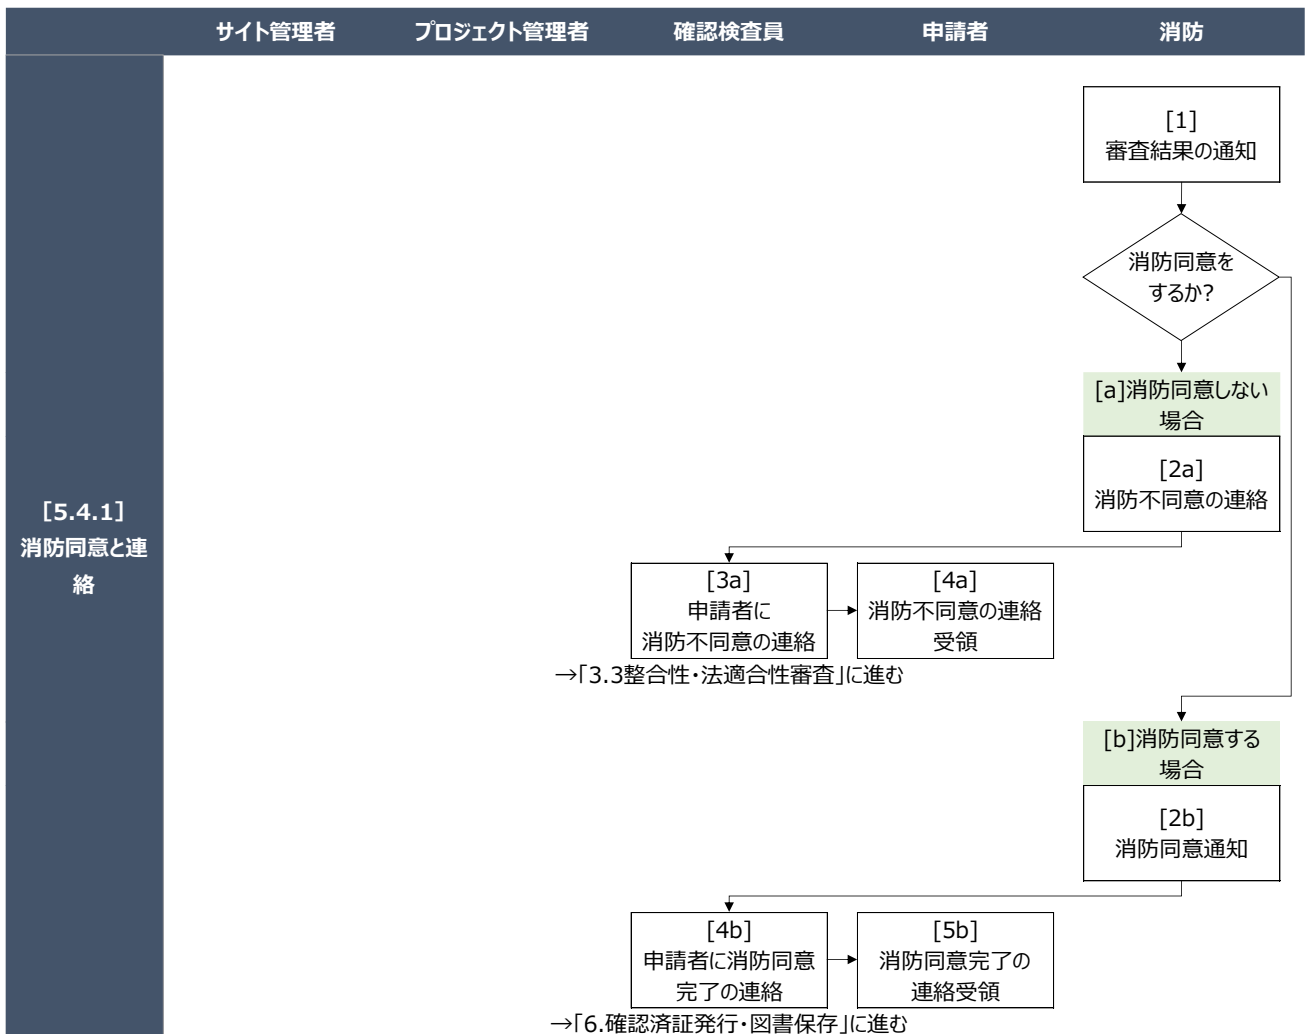 サイト管理者
プロジェクト管理者
確認検査員
申請者
消防
[5.4.1]
消防同意と連
絡
[1]
審査結果の通知
消防同意を
するか?
[a]消防同意しない
場合
[2a]
消防不同意の連絡
[3a]
申請者に
消防不同意の連絡
[4a]
消防不同意の連絡
受領
→「3.3整合性・法適合性審査」に進む
[b]消防同意する
場合
[2b]
消防同意通知
[4b]
申請者に消防同意
完了の連絡
[5b]
消防同意完了の
連絡受領
→「6.確認済証発行・図書保存」に進む